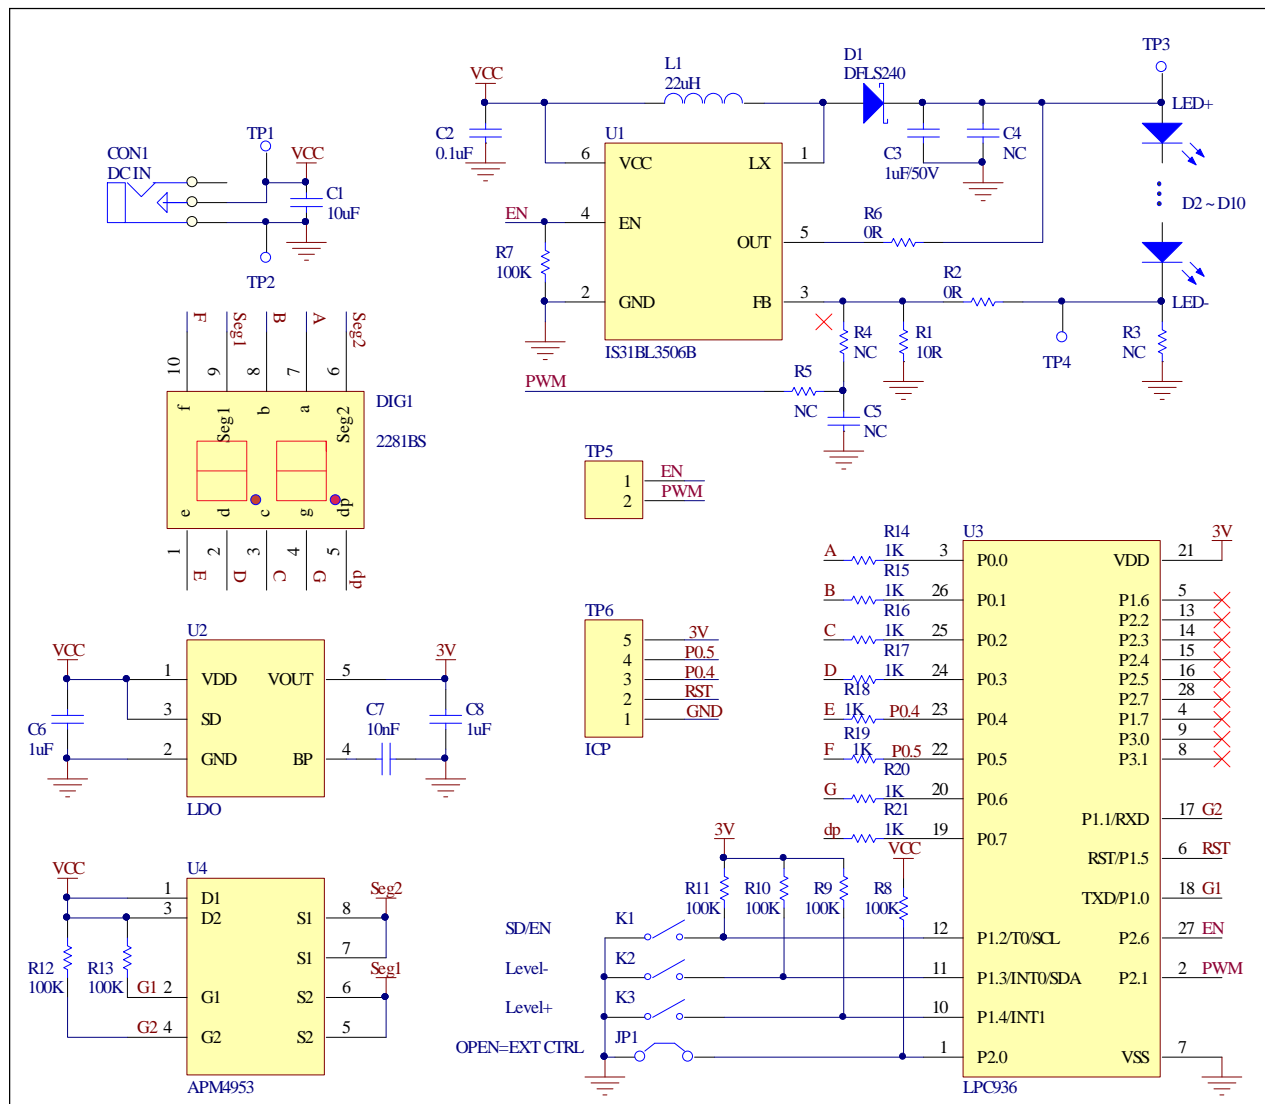 TP3
D1
DFLS240
L1
22uH
VCC
LED+
TP1
CON1
DC IN
VCC
C1
10uF
TP2
C2
0.1uF
U1
6 VCC LX 1
4 EN OUT 5
2 GND FB 3
IS31BL3506B
EN
R7
100K
C3
1uF/50V
C4
NC
D2 ~ D10
R6
0R
R2
0R
LED-
R4
NC
R1
10R
TP4
R3
NC
PWM
R5
NC
C5
NC
F Seg1 B A Seg2
10 9 8 7 6
f Seg1 b a Seg2
DIG1
2281BS
e d c g dp
1 2 3 4 5
E D C G dp
TP5
1 EN
2 PWM
TP6
5 3V
4 P0.5
3 P0.4
2 RST
1 GND
ICP
U2
VCC
3V
1 VDD VOUT 5
3 SD
2 GND BP 4
LDO
C6
1uF
C7
10nF
C8
1uF
U4
VCC
1 D1
3 D2 S1 8
S1 7
G1 2 G1 S2 6
G2 4 G2 S2 5
APM4953
R12
100K
R13
100K
Seg2
Seg1
U3
3V
A R14 1K 3 P0.0
B R15 1K 26 P0.1
C R16 1K 25 P0.2
D R17 1K 24 P0.3
E R18 1K P0.4 23 P0.4
F R19 1K P0.5 22 P0.5
G R20 1K 20 P0.6
dp R21 1K 19 P0.7
VDD 21
P1.6 5
P2.2 13
P2.3 14
P2.4 15
P2.5 16
P2.7 28
P1.7 4
P3.0 9
P3.1 8
P1.1/RXD 17 G2
RST/P1.5 6 RST
TXD/P1.0 18 G1
P2.6 27 EN
P2.1 2 PWM
VSS 7
3V
VCC
R11
100K
R10
100K
R9
100K
R8
100K
SD/EN K1 12 P1.2/T0/SCL
Level- K2 11 P1.3/INT0/SDA
Level+ K3 10 P1.4/INT1
OPEN=EXT CTRL JP1 1 P2.0
LPC936